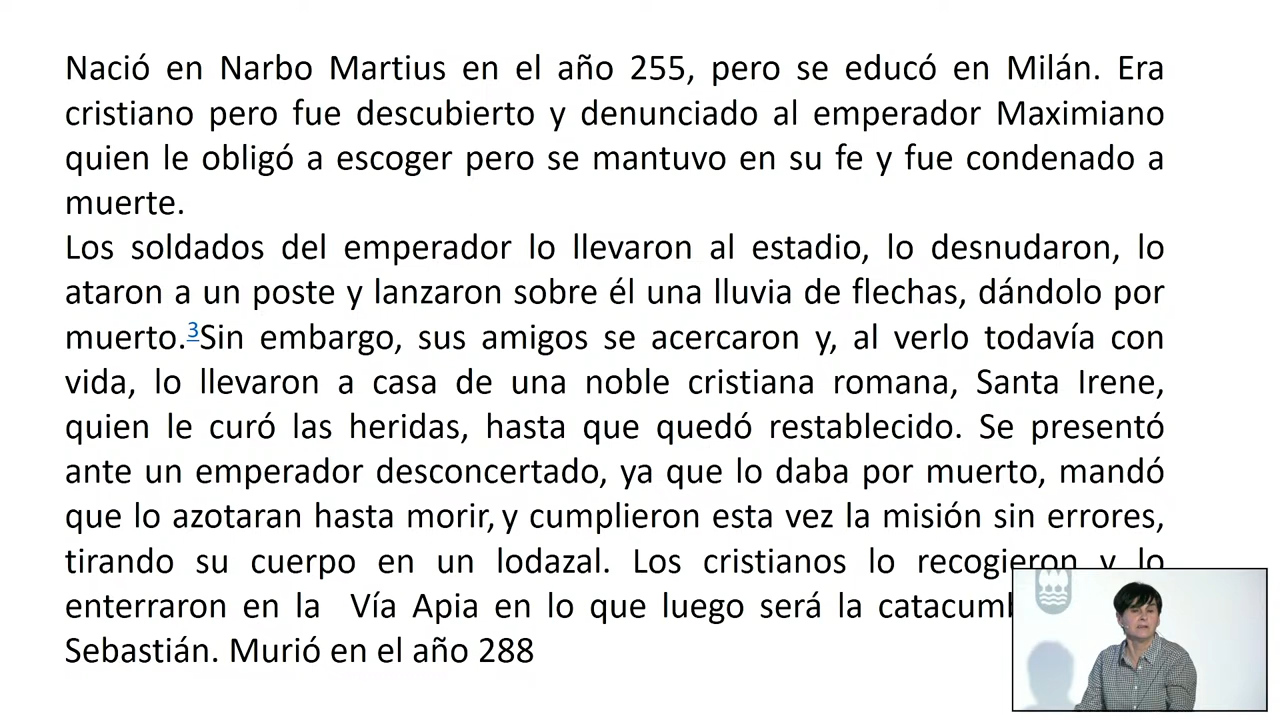 Nació en Narbo Martius en el año 255, pero se educó en Milán. Era
cristiano pero fue descubierto y denunciado al emperador Maximiano
quien le obligó a escoger pero se mantuvo en su fe y fue condenado a
muerte.
Los soldados del emperador lo llevaron al estadio, lo desnudaron, lo
ataron a un poste y lanzaron sobre él una lluvia de flechas, dándolo por
muerto.3Sin embargo, sus amigos se acercaron y, al verlo todavía con
vida, lo llevaron a casa de una noble cristiana romana, Santa Irene,
quien le curó las heridas, hasta que quedó restablecido. Se presentó
ante un emperador desconcertado, ya que lo daba por muerto, mandó
que lo azotaran hasta morir, y cumplieron esta vez la misión sin errores,
tirando su cuerpo en un lodazal. Los cristianos lo recogieron y lo
enterraron en la Vía Apia en lo que luego será la
Sebastián. Murió en el año 288